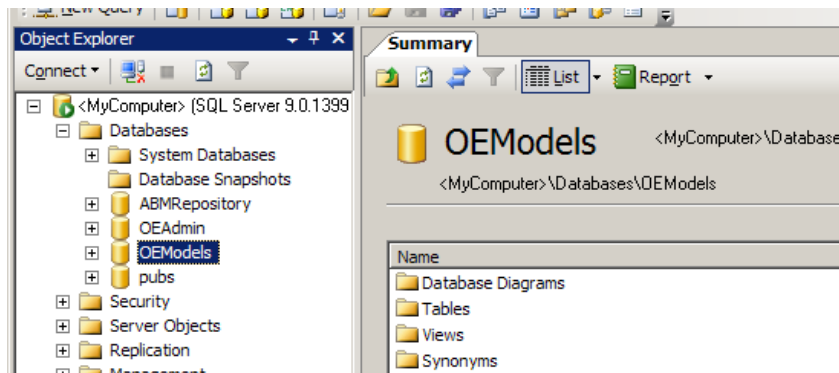 New Query
Object Explorer
Connect
<MyComputer> (SQL Server 9.0.1399
Databases
System Databases
Database Snapshots
ABMRepository
OEAdmin
OEModels
pubs
Security
Server Objects
Replication
Management
Summary
List
Report
OEModels
<MyComputer>\Database
<MyComputer>\Databases\OEModels
Name
Database Diagrams
Tables
Views
Synonyms